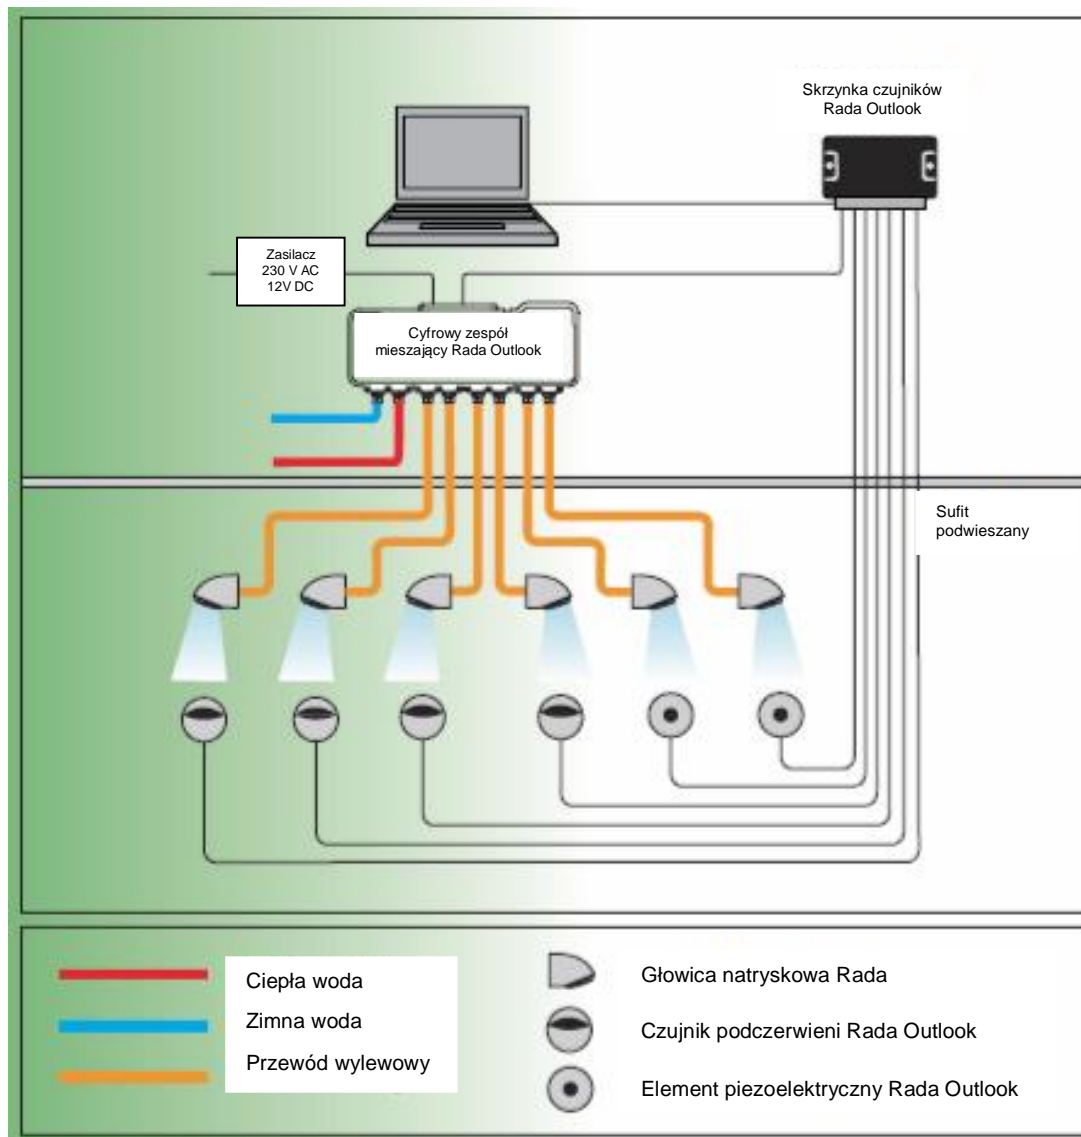 Skrzynka czujników
Rada Outlook
Zasilacz
230 V AC
12V DC
Cyfrowy zespół
mieszający Rada Outlook
Sufit
podwieszany
Ciepła woda
Zimna woda
Przewód wylewowy
Głowica natryskowa Rada
Czujnik podczerwieni Rada Outlook
Element piezoelektryczny Rada Outlook